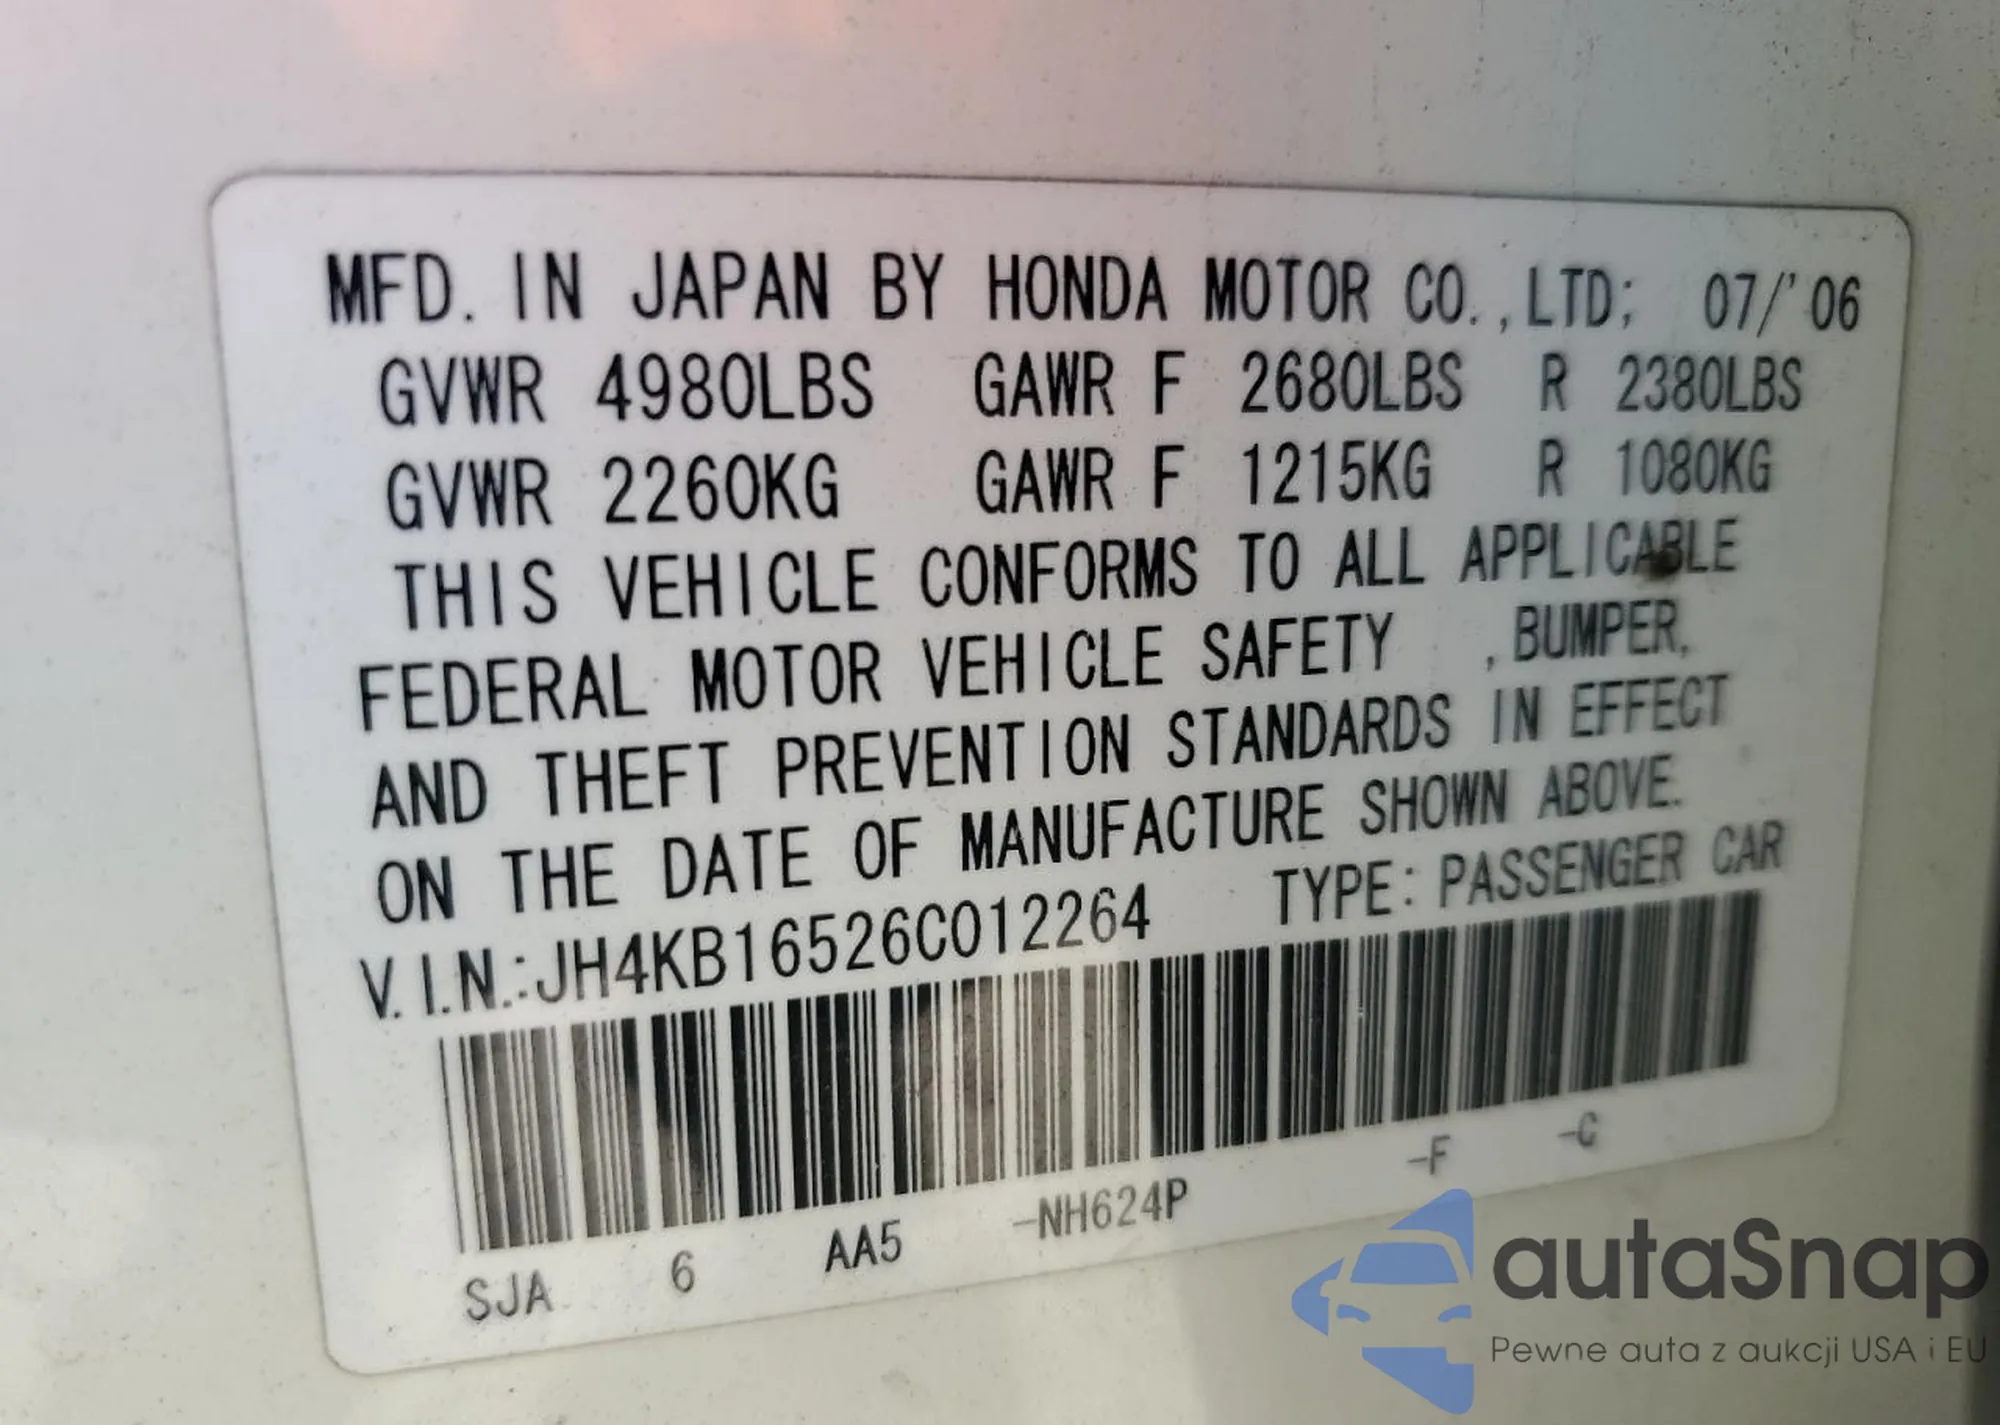 MFD. IN JAPAN BY HONDA MOTOR CO.,LTD; 07/'06
GVWR 4980LBS GAWR F 2680LBS R 2380LBS
GVWR 2260KG GAWR F 1215KG R 1080KG
THIS VEHICLE CONFORMS TO ALL APPLICABLE
FEDERAL MOTOR VEHICLE SAFETY , BUMPER,
AND THEFT PREVENTION STANDARDS IN EFFECT
ON THE DATE OF MANUFACTURE SHOWN ABOVE.
V.I.N.:JH4KB16526C012264 TYPE: PASSENGER CAR
SJA 6 AA5 -NH624P -F -C
autaSnap
Pewne auta z aukcji USA i EU